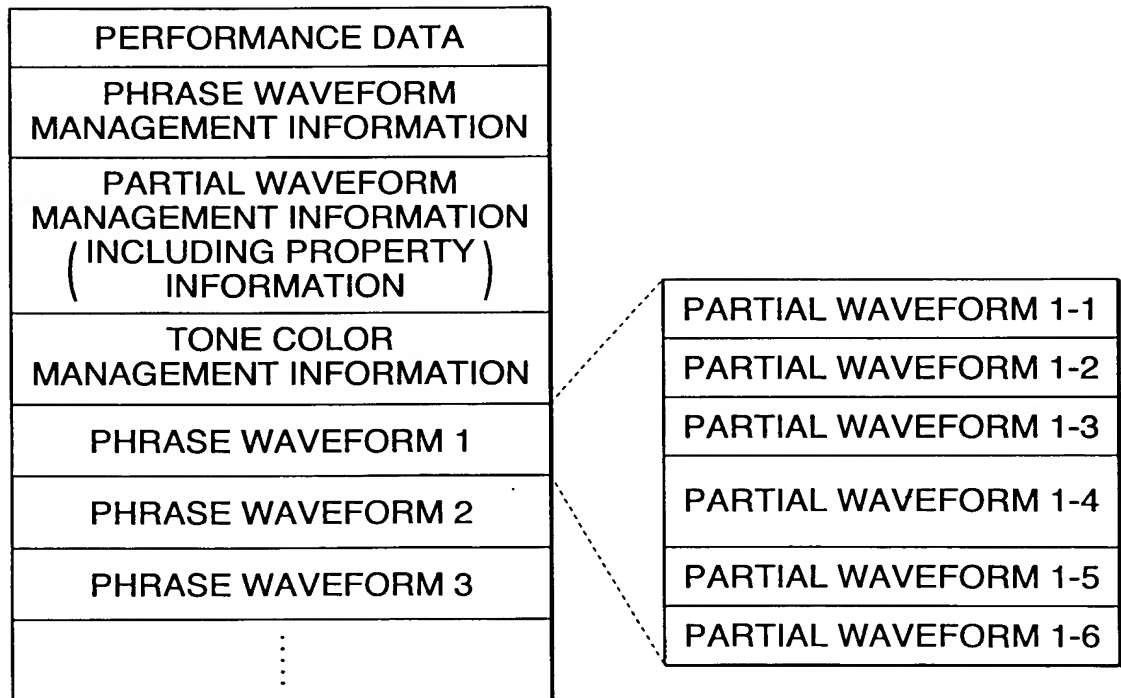 PERFORMANCE DATA
PHRASE WAVEFORM
MANAGEMENT INFORMATION
PARTIAL WAVEFORM
MANAGEMENT INFORMATION
(INCLUDING PROPERTY
INFORMATION)
TONE COLOR
MANAGEMENT INFORMATION
PHRASE WAVEFORM 1
PHRASE WAVEFORM 2
PHRASE WAVEFORM 3
PARTIAL WAVEFORM 1-1
PARTIAL WAVEFORM 1-2
PARTIAL WAVEFORM 1-3
PARTIAL WAVEFORM 1-4
PARTIAL WAVEFORM 1-5
PARTIAL WAVEFORM 1-6